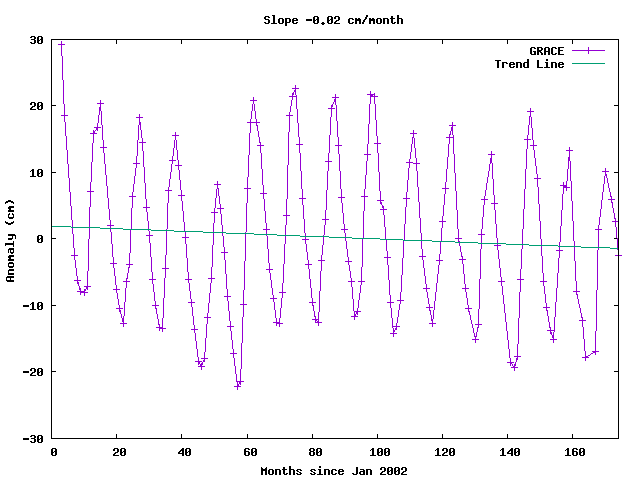 Slope -0.02 cm/month
GRACE
Trend Line
30
20
10
0
-10
-20
-30
Anomaly (cm)
0 20 40 60 80 100 120 140 160
Months since Jan 2002